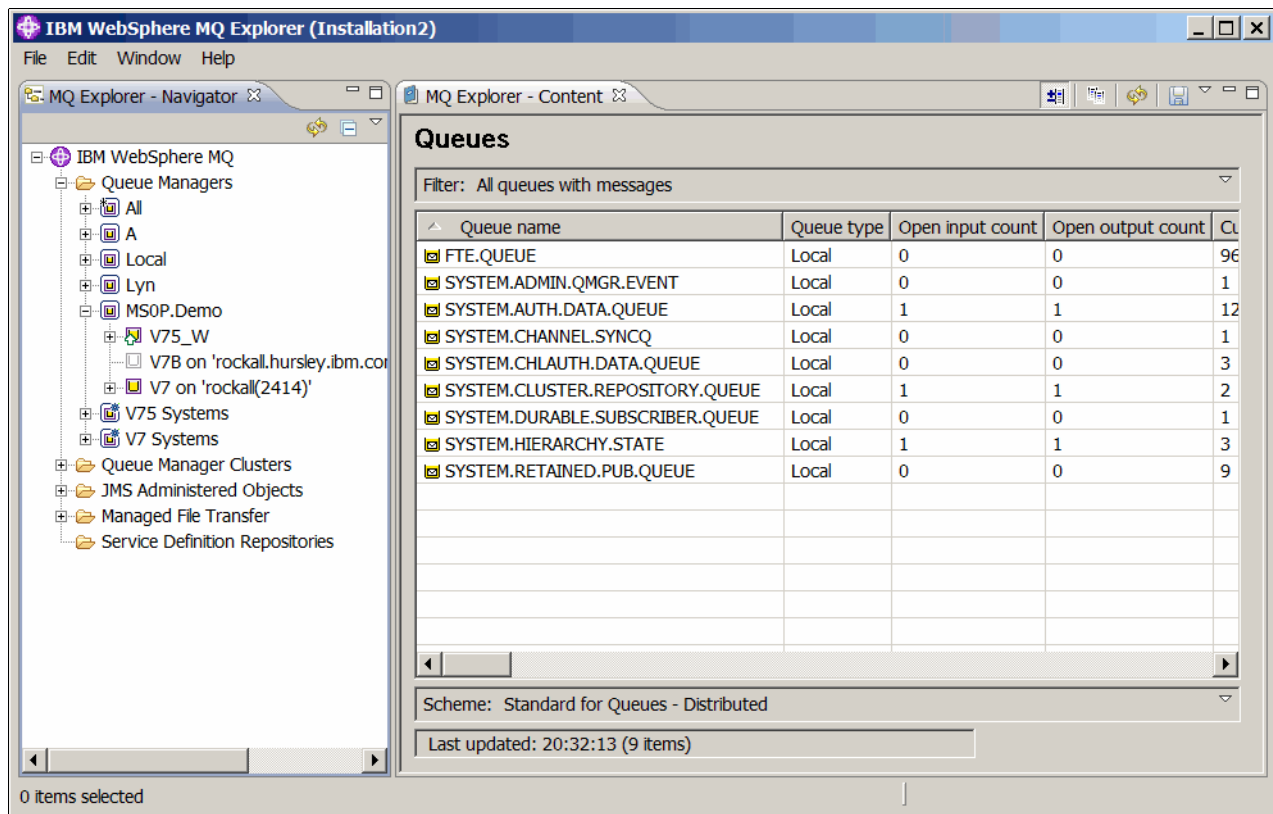 IBM WebSphere MQ Explorer (Installation2)
File Edit Window Help
MQ Explorer - Navigator
IBM WebSphere MQ
Queue Managers
All
A
Local
Lyn
MS0P.Demo
V75_W
V7B on 'rockall.hursley.ibm.cor
V7 on 'rockall(2414)'
V75 Systems
V7 Systems
Queue Manager Clusters
JMS Administered Objects
Managed File Transfer
Service Definition Repositories
MQ Explorer - Content
Queues
Filter: All queues with messages
Queue name Queue type Open input count Open output count Cu
FTE.QUEUE Local 0 0 96
SYSTEM.ADMIN.QMGR.EVENT Local 0 0 1
SYSTEM.AUTH.DATA.QUEUE Local 1 1 12
SYSTEM.CHANNEL.SYNCQ Local 0 0 1
SYSTEM.CHLAUTH.DATA.QUEUE Local 0 0 3
SYSTEM.CLUSTER.REPOSITORY.QUEUE Local 1 1 2
SYSTEM.DURABLE.SUBSCRIBER.QUEUE Local 0 0 1
SYSTEM.HIERARCHY.STATE Local 1 1 3
SYSTEM.RETAINED.PUB.QUEUE Local 0 0 9
Scheme: Standard for Queues - Distributed
Last updated: 20:32:13 (9 items)
0 items selected